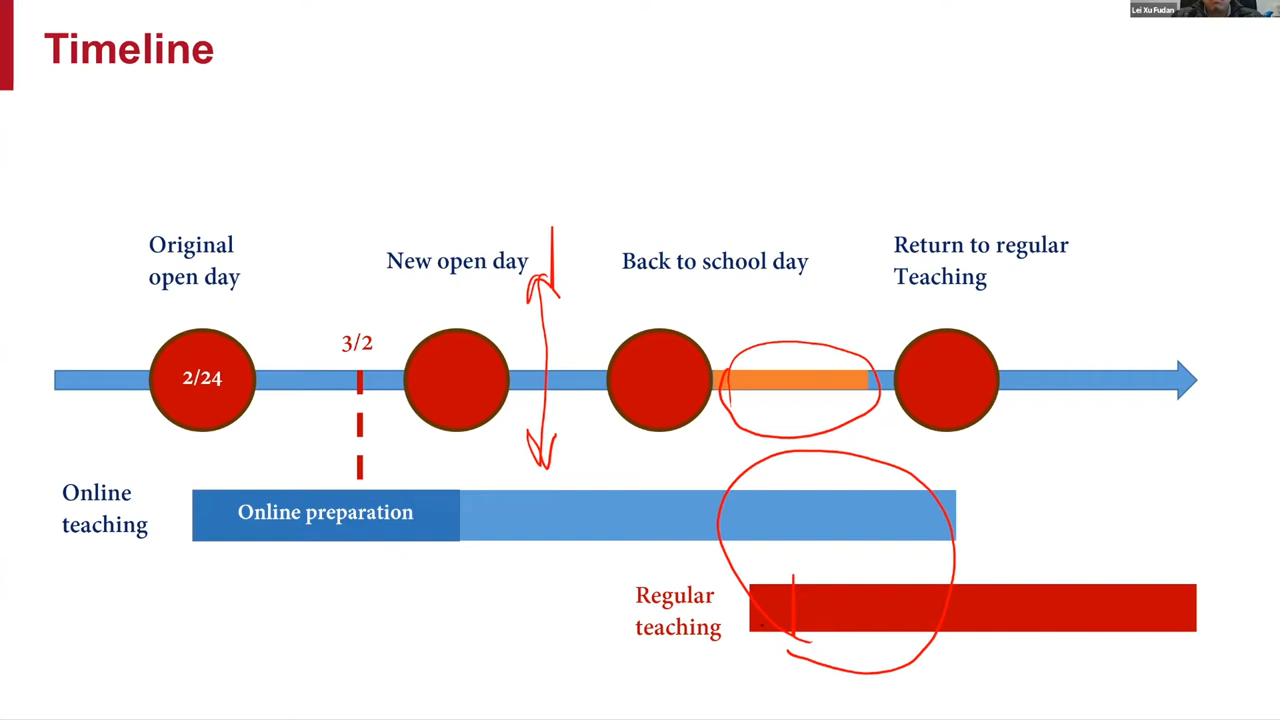 Lei Xu Fudan
Timeline
Original
open day
New open day
Back to school day
Return to regular
Teaching
3/2
2/24
Online
teaching
Online preparation
Regular
teaching